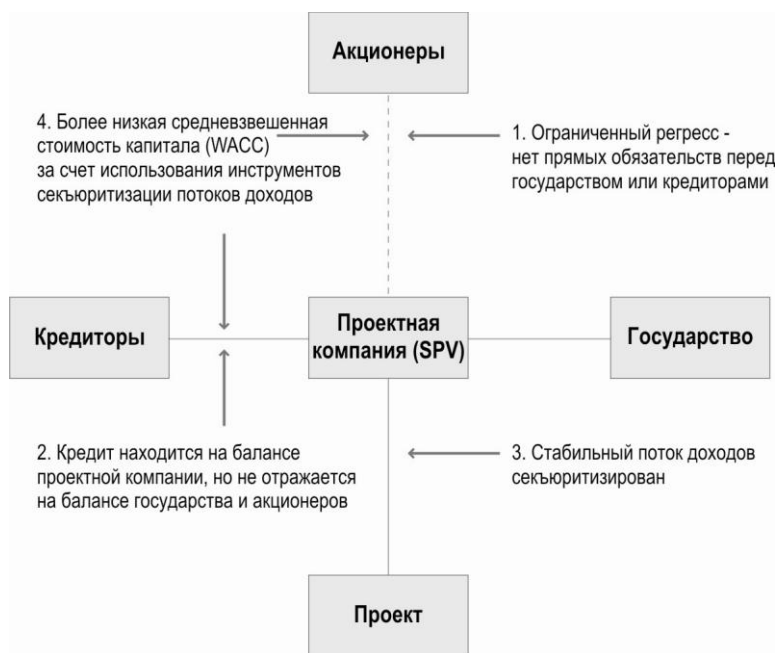 Акционеры
4. Более низкая средневзвешенная
стоимость капитала (WACC)
за счет использования инструментов
секъюритизации потоков доходов
1. Ограниченный регресс -
нет прямых обязательств перед
государством или кредиторами
Кредиторы
Проектная
компания (SPV)
Государство
2. Кредит находится на балансе
проектной компании, но не отражается
на балансе государства и акционеров
3. Стабильный поток доходов
секъюритизирован
Проект